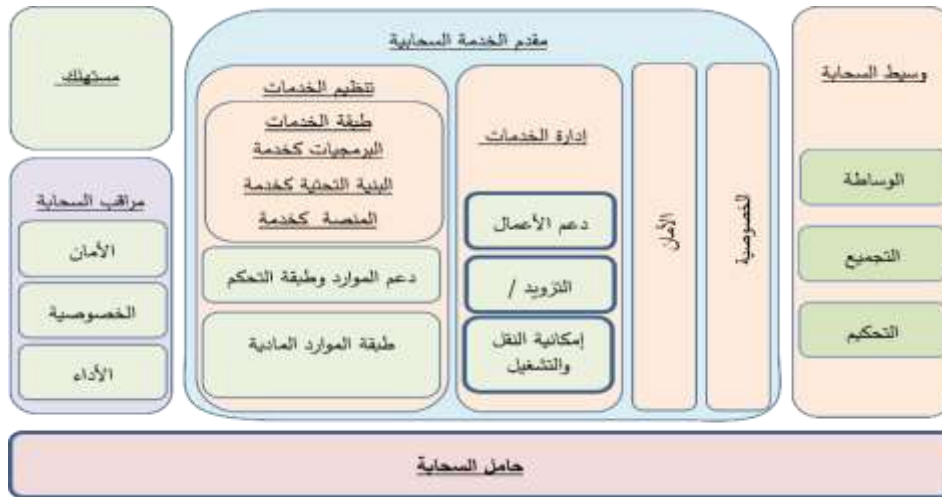 مقدم الخدمة السحابية
وسيط السحابة
الوساطة
التجميع
التحكيم
الخصوصية
الأمان
إدارة الخدمات
دعم الأعمال
التزويد /
إمكانية النقل
والتشغيل
تنظيم الخدمات
طبقة الخدمات
البرمجيات كخدمة
البنية التحتية كخدمة
المنصة كخدمة
دعم الموارد وطبقة التحكم
طبقة الموارد المادية
مستهلك
مراقب السحابة
الأمان
الخصوصية
الأداء
حامل السحابة